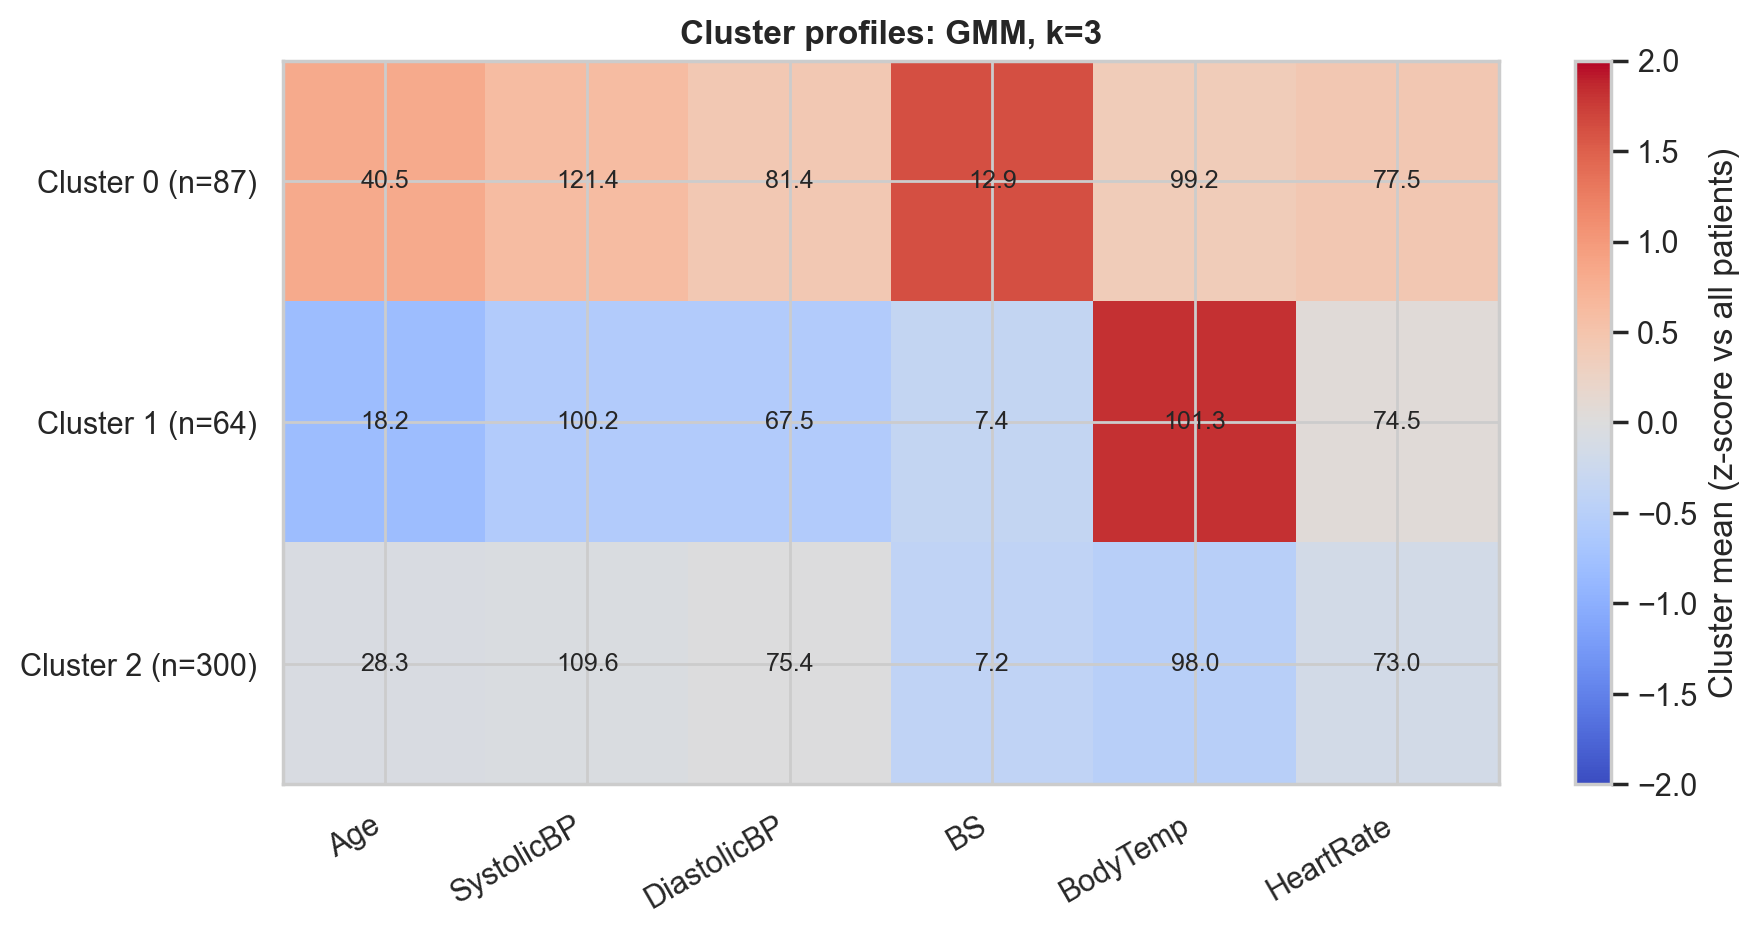 Cluster profiles: GMM, k=3
Cluster 0 (n=87) 40.5 121.4 81.4 12.9 99.2 77.5
Cluster 1 (n=64) 18.2 100.2 67.5 7.4 101.3 74.5
Cluster 2 (n=300) 28.3 109.6 75.4 7.2 98.0 73.0
Age SystolicBP DiastolicBP BS BodyTemp HeartRate
2.0
1.5
1.0
0.5
0.0
−0.5
−1.0
−1.5
−2.0
Cluster mean (z-score vs all patients)